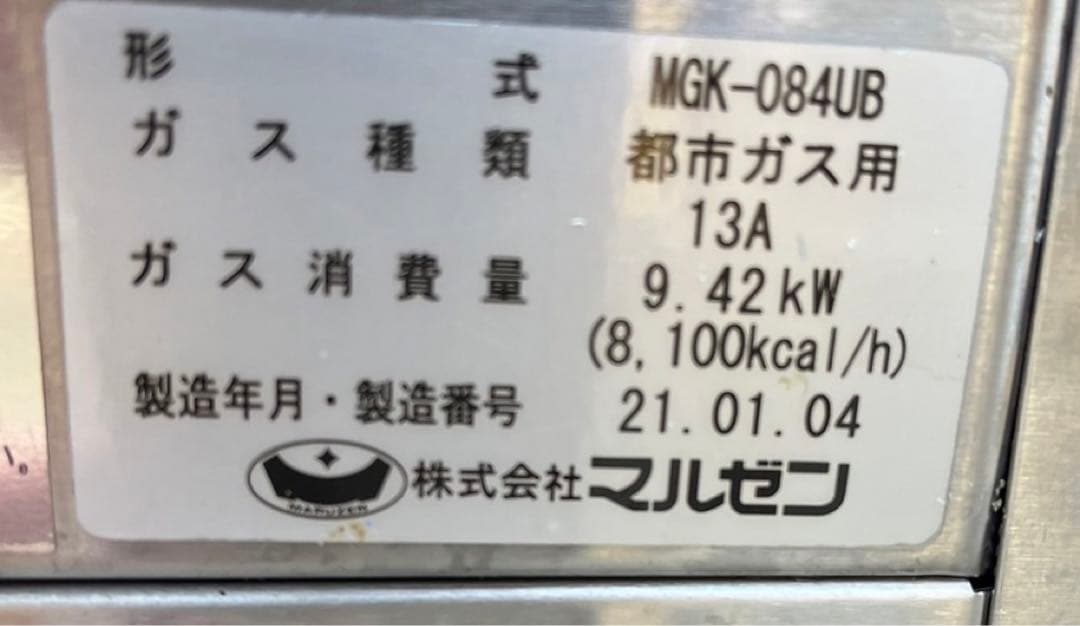 形式 MGK-084UB
ガス種類 都市ガス用
13A
ガス消費量 9.42kW
(8,100kcal/h)
製造年月・製造番号 21.01.04
MARUZEN 株式会社マルゼン